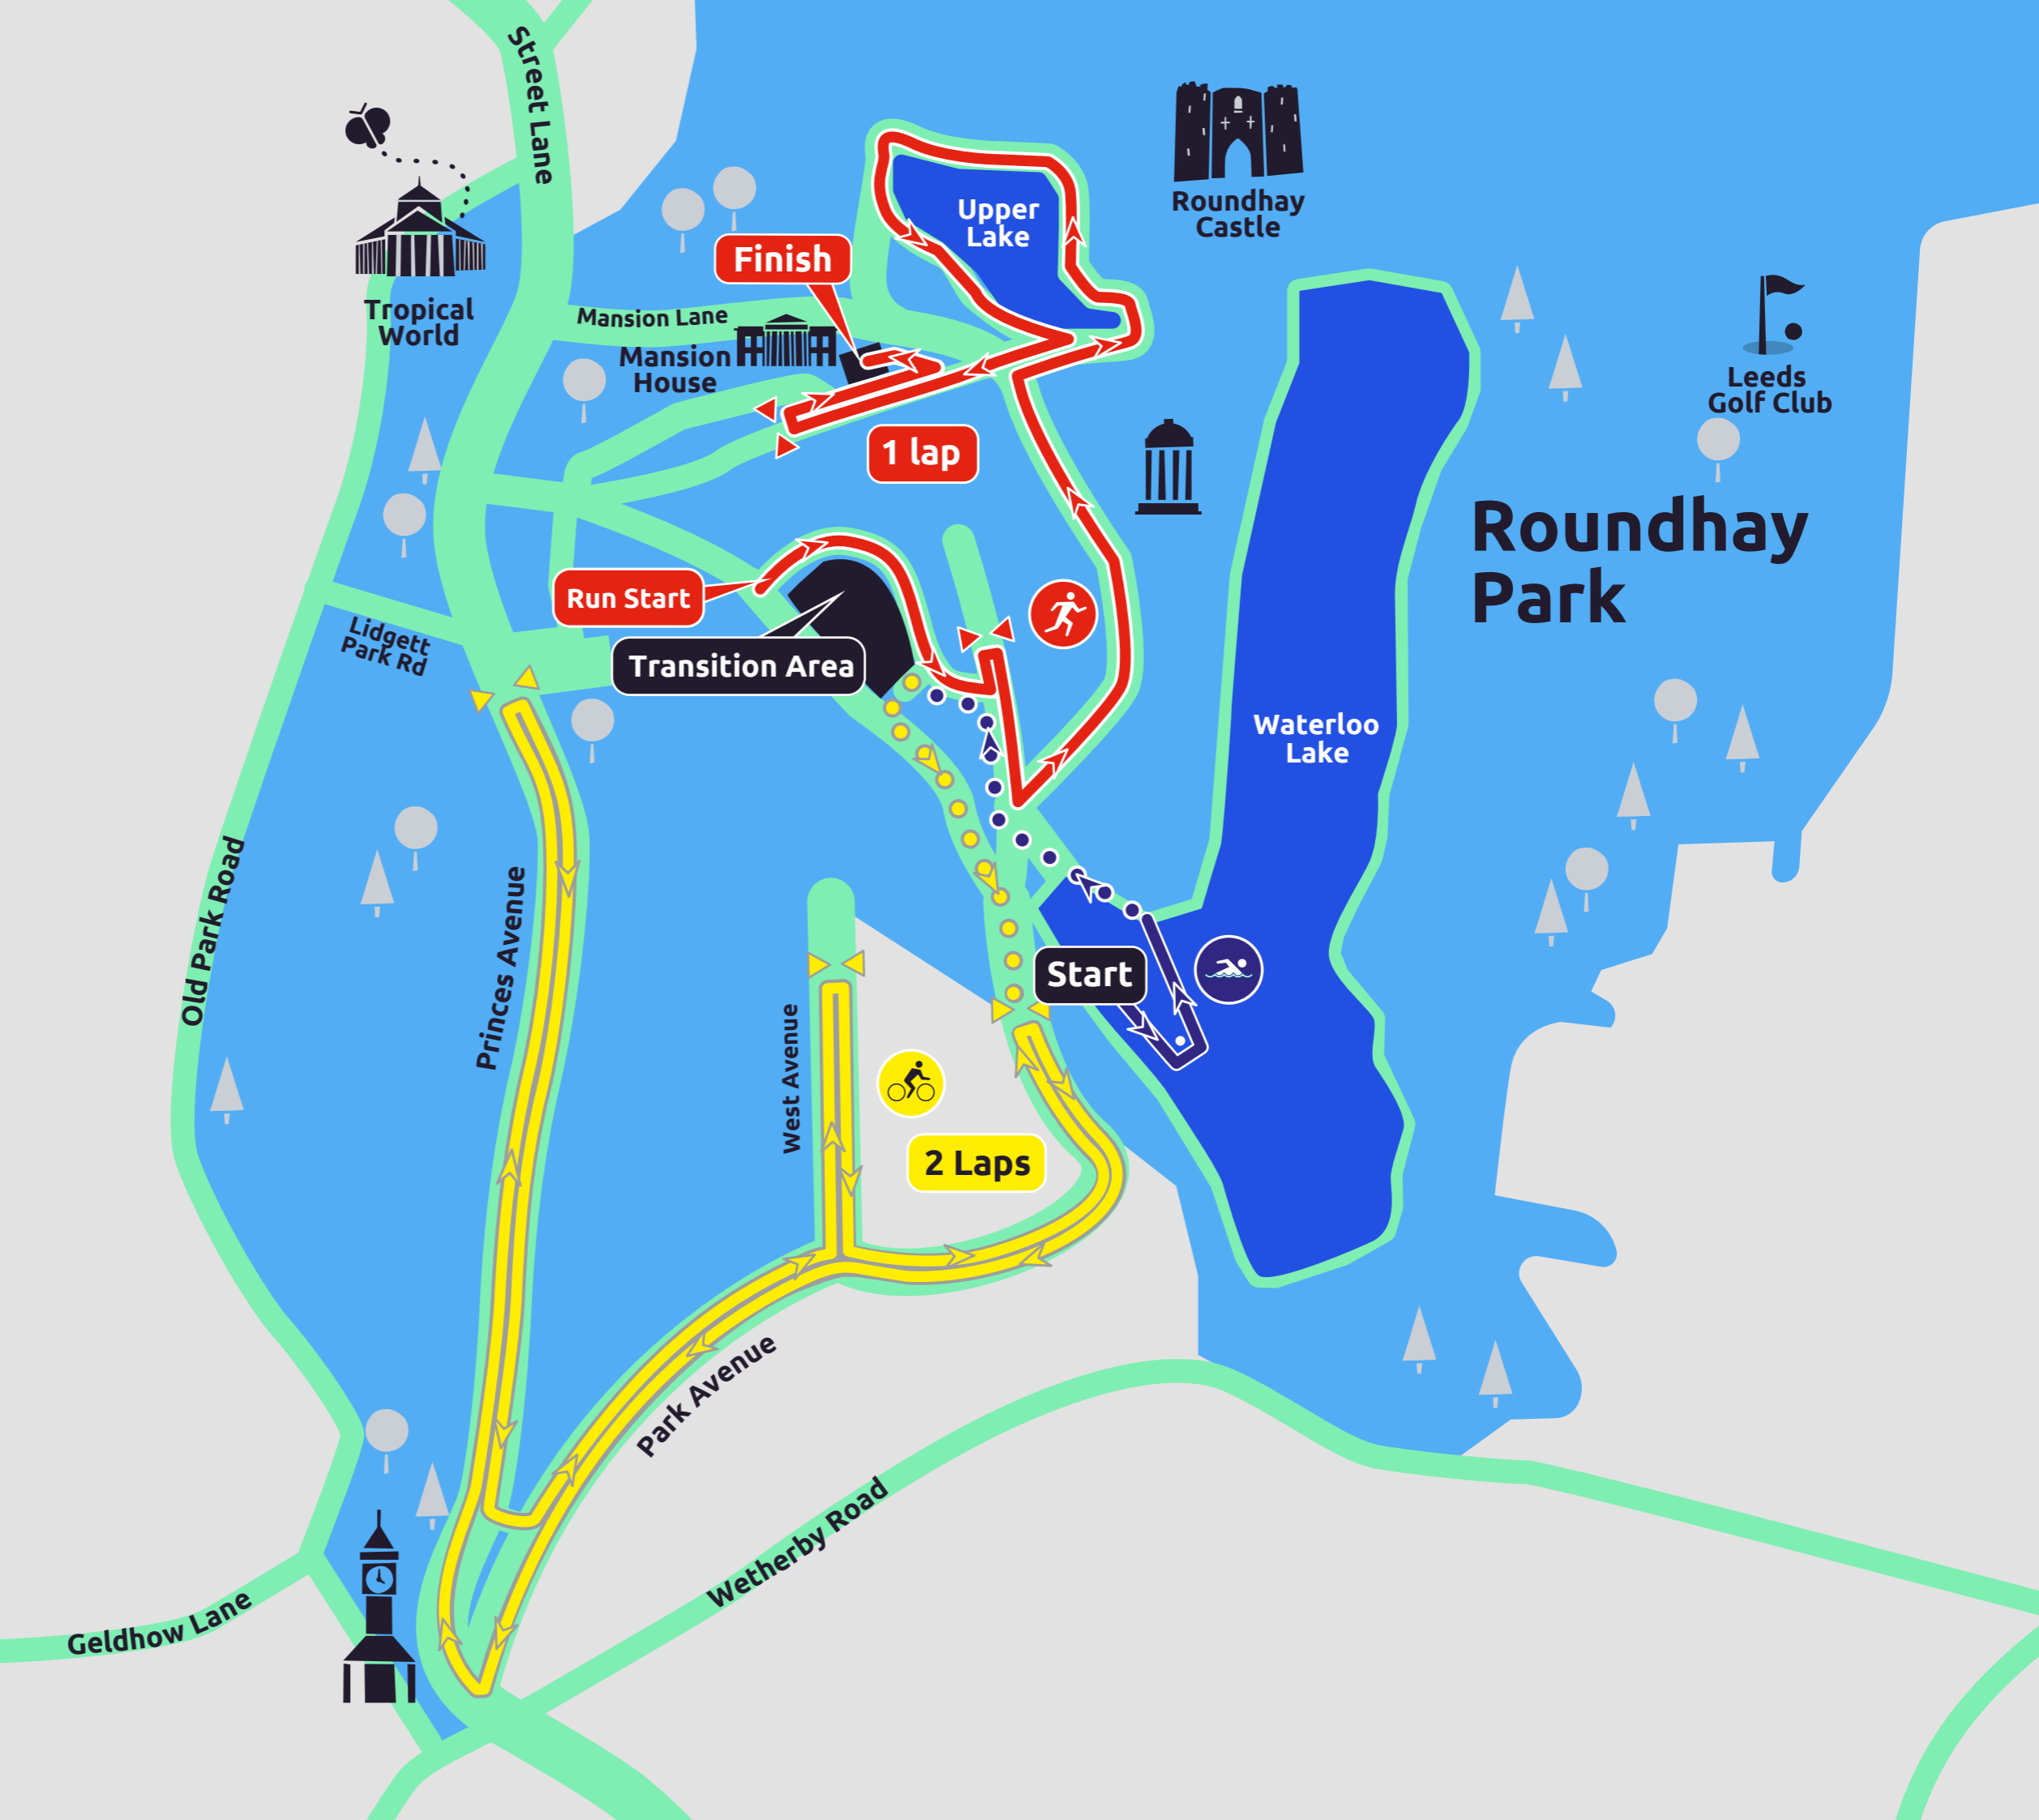 Street Lane
Roundhay
Castle
Upper
Lake
Finish
Tropical
World
Mansion Lane
Mansion
House
Leeds
Golf Club
1 lap
Roundhay
Park
Run Start
Lidgett
Park Rd
Transition Area
Waterloo
Lake
Old Park Road
Princes Avenue
Start
West Avenue
2 Laps
Park Avenue
Wetherby Road
Geldhow Lane